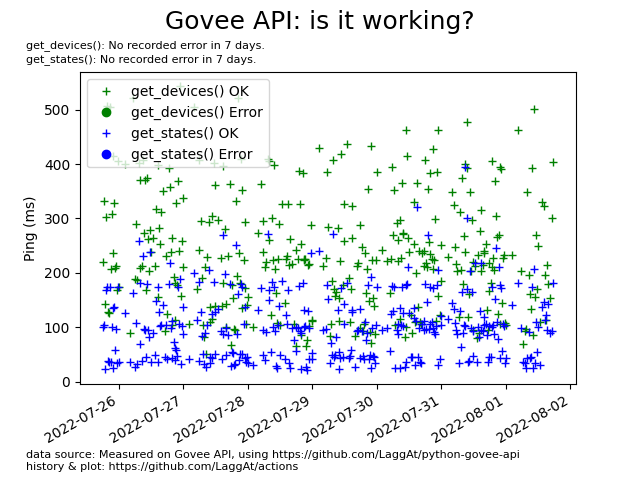 Govee API: is it working?
get_devices(): No recorded error in 7 days.
get_states(): No recorded error in 7 days.
get_devices() OK
get_devices() Error
get_states() OK
get_states() Error
Ping (ms)
500
400
300
200
100
0
2022-07-26
2022-07-27
2022-07-28
2022-07-29
2022-07-30
2022-07-31
2022-08-01
2022-08-02
data source: Measured on Govee API, using https://github.com/LaggAt/python-govee-api
history & plot: https://github.com/LaggAt/actions